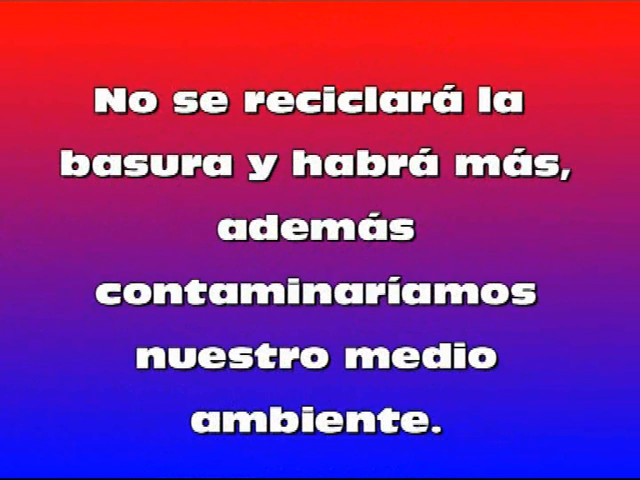 No se reciclará la
basura y habrá más,
además
contaminaríamos
nuestro medio
ambiente.